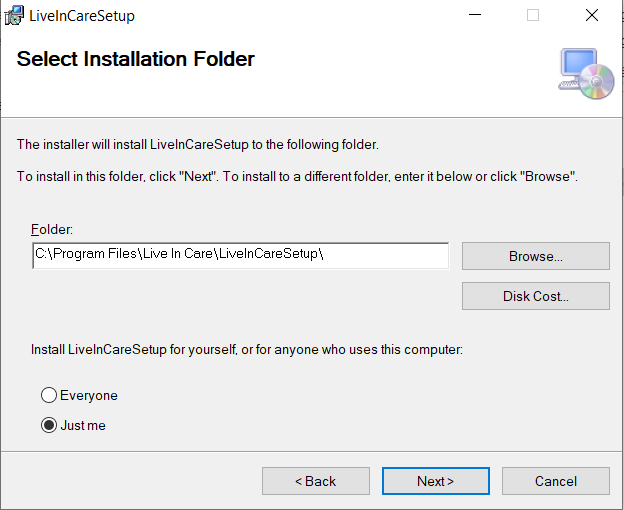 LiveInCareSetup
Select Installation Folder
The installer will install LiveInCareSetup to the following folder.
To install in this folder, click "Next". To install to a different folder, enter it below or click "Browse".
Folder:
C:\Program Files\Live In Care\LiveInCareSetup\
Browse...
Disk Cost...
Install LiveInCareSetup for yourself, or for anyone who uses this computer:
Everyone
Just me
< Back
Next >
Cancel